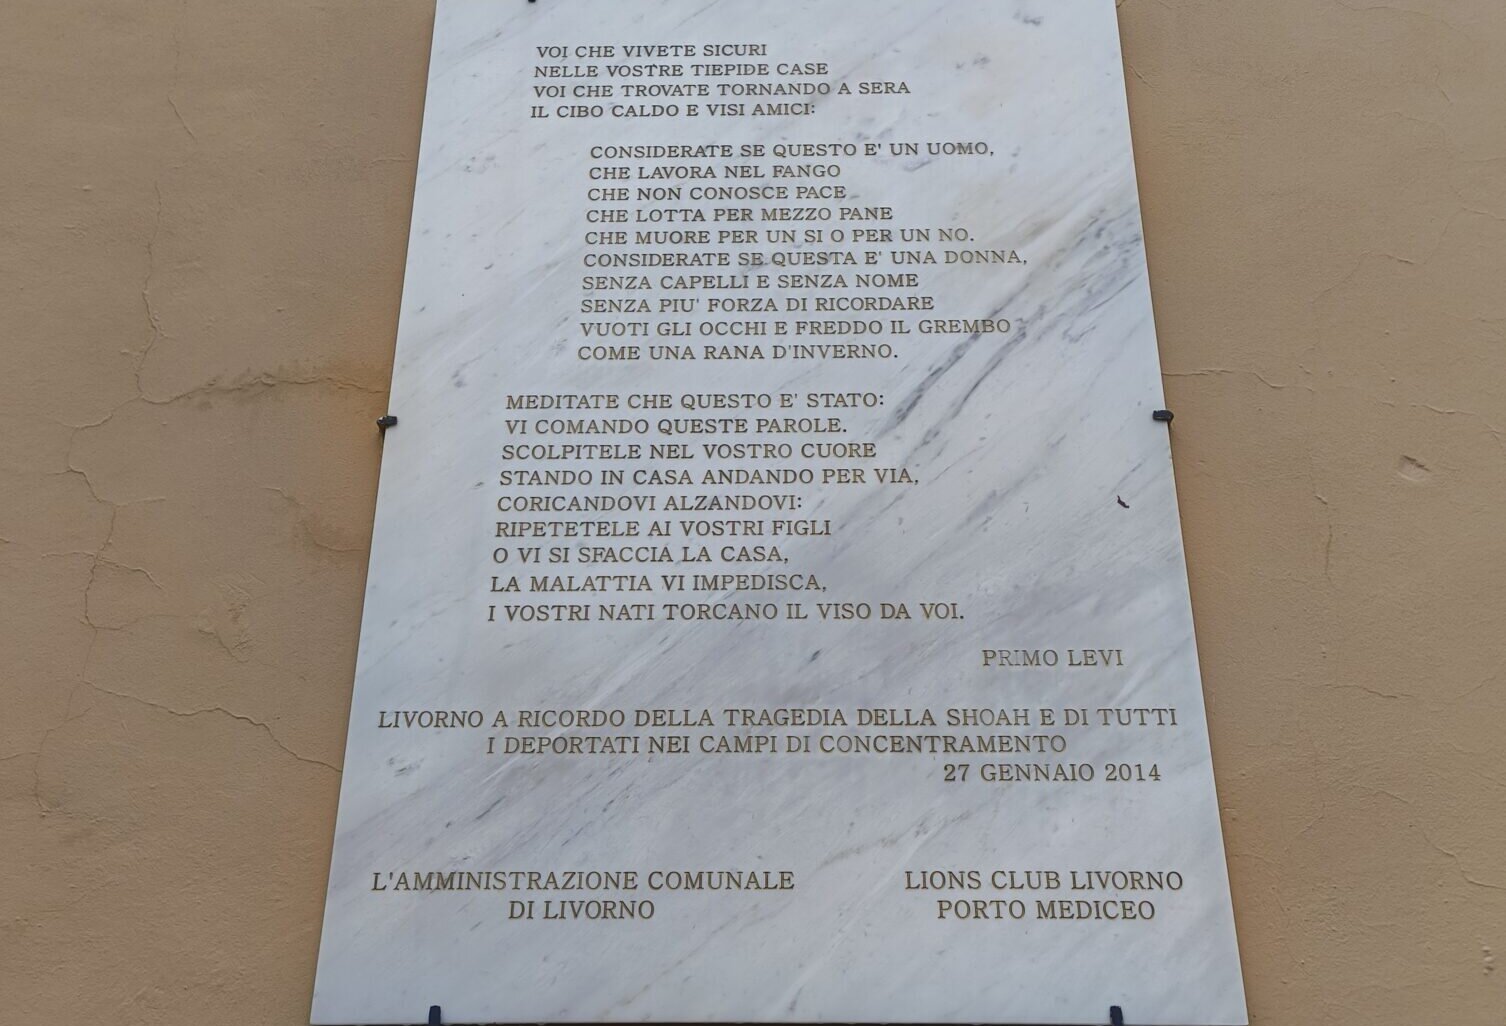 VOI CHE VIVETE SICURI
NELLE VOSTRE TIEPIDE CASE
VOI CHE TROVATE TORNANDO A SERA
IL CIBO CALDO E VISI AMICI:
CONSIDERATE SE QUESTO E' UN UOMO,
CHE LAVORA NEL FANGO
CHE NON CONOSCE PACE
CHE LOTTA PER MEZZO PANE
CHE MUORE PER UN SI O PER UN NO.
CONSIDERATE SE QUESTA E' UNA DONNA,
SENZA CAPELLI E SENZA NOME
SENZA PIU' FORZA DI RICORDARE
VUOTI GLI OCCHI E FREDDO IL GREMBO
COME UNA RANA D'INVERNO.
MEDITATE CHE QUESTO E' STATO:
VI COMANDO QUESTE PAROLE.
SCOLPITELE NEL VOSTRO CUORE
STANDO IN CASA ANDANDO PER VIA,
CORICANDOVI ALZANDOVI:
RIPETETELE AI VOSTRI FIGLI
O VI SI SFACCIA LA CASA,
LA MALATTIA VI IMPEDISCA,
I VOSTRI NATI TORCANO IL VISO DA VOI.
PRIMO LEVI
LIVORNO A RICORDO DELLA TRAGEDIA DELLA SHOAH E DI TUTTI
I DEPORTATI NEI CAMPI DI CONCENTRAMENTO
27 GENNAIO 2014
L'AMMINISTRAZIONE COMUNALE
DI LIVORNO
LIONS CLUB LIVORNO
PORTO MEDICEO